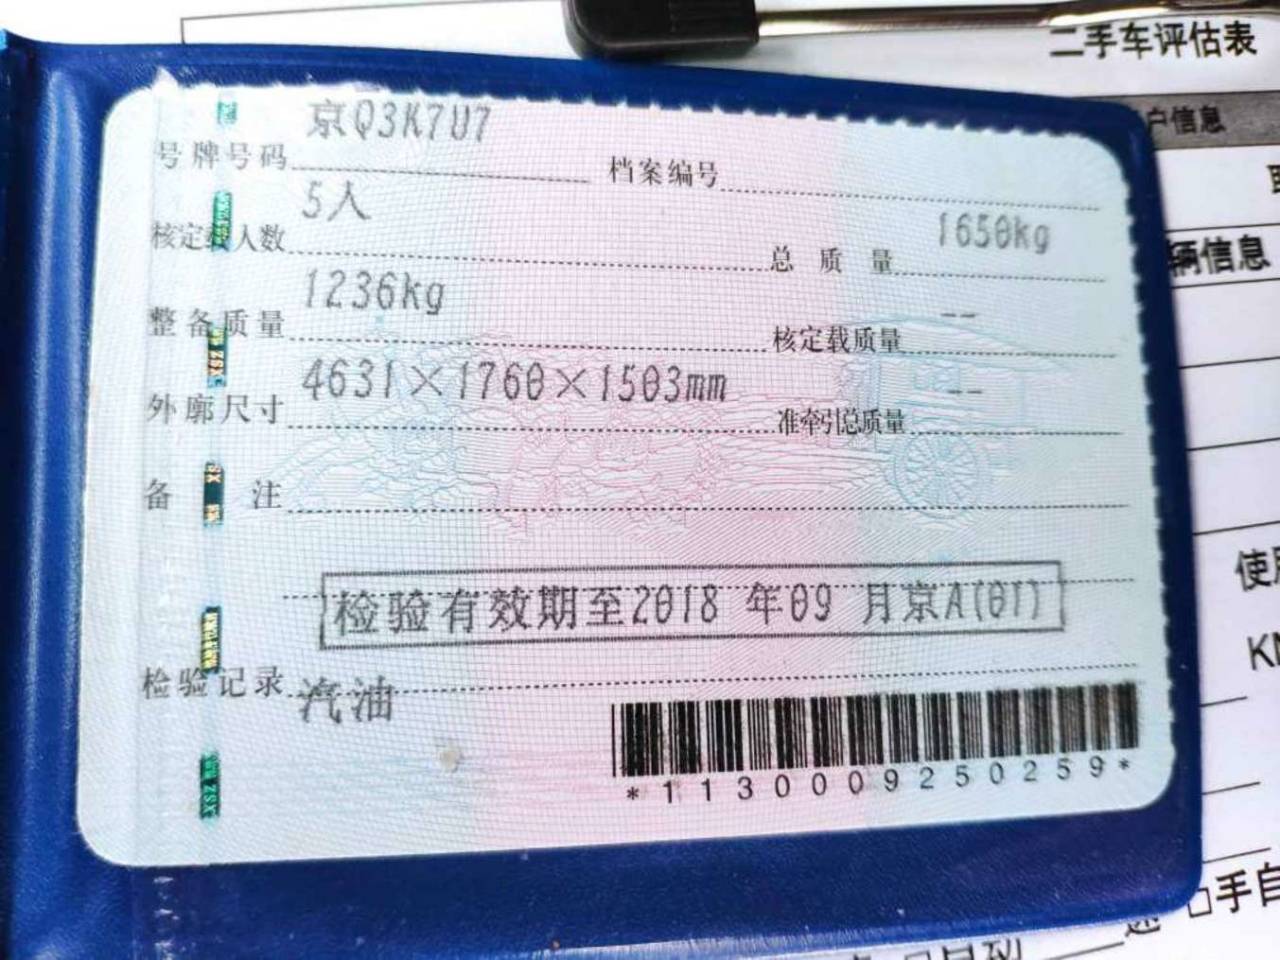 二手车评估表
户信息
京Q3K7U7
号牌号码
档案编号
5人
核定载人数
1650kg
总 质 量
辆信息
1236kg
整备质量
--
核定载质量
4631×1760×1503mm
外廓尺寸
--
准牵引总质量
备 注
检验有效期至2018 年09 月京A(01)
检验记录
汽油
*1130009250259*
□手自
□自动